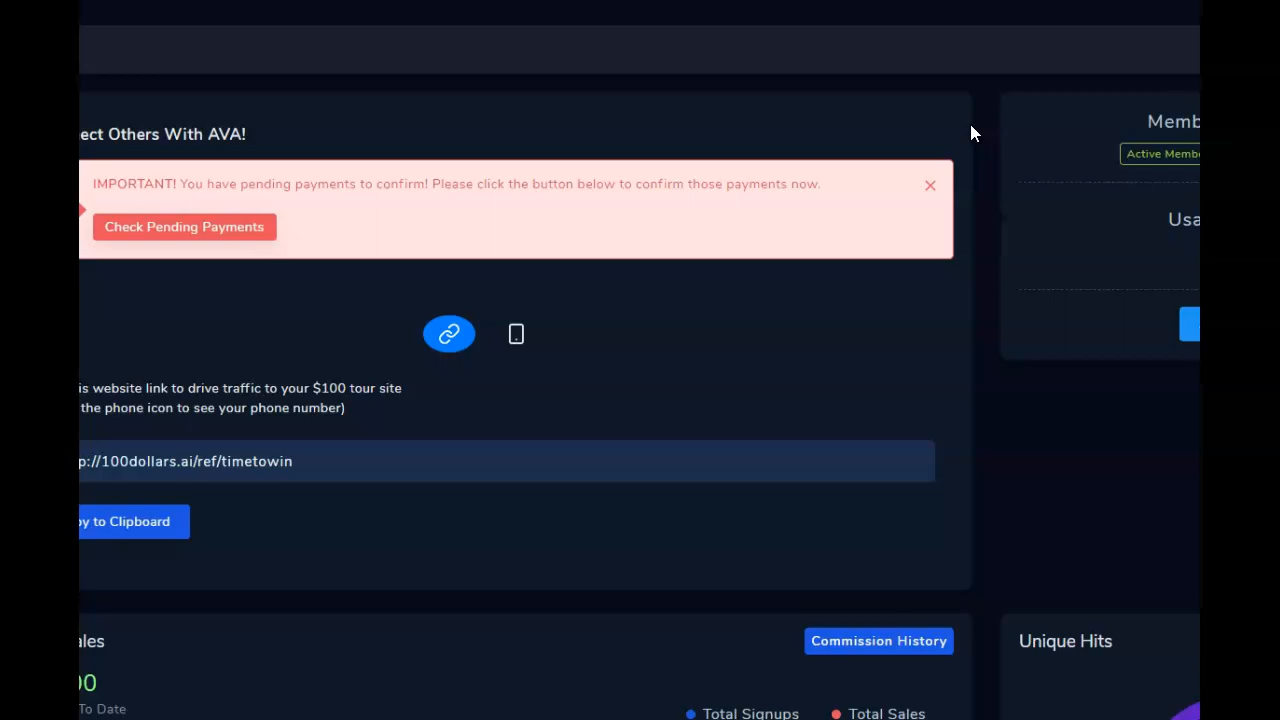 ect Others With AVA!
IMPORTANT! You have pending payments to confirm! Please click the button below to confirm those payments now.
Check Pending Payments
is website link to drive traffic to your $100 tour site
the phone icon to see your phone number)
p://100dollars.ai/ref/timetowin
py to Clipboard
Memb
Active Membe
Usa
ales
Commission History
00
To Date
Total Signups
Total Sales
Unique Hits